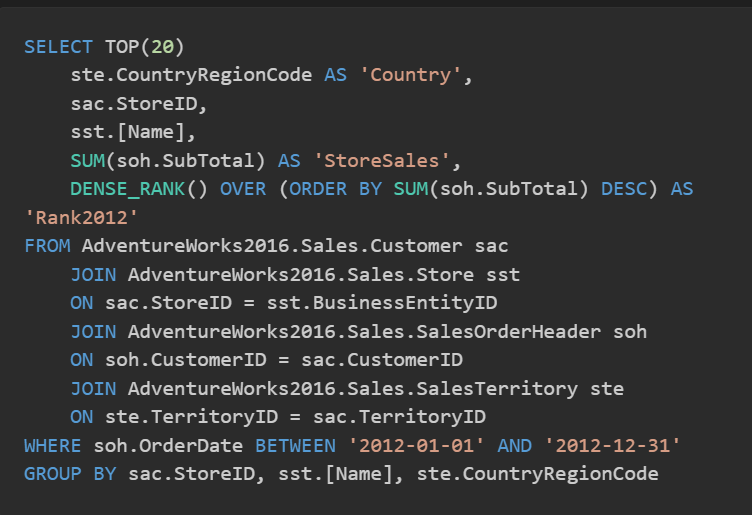 SELECT TOP(20)
    ste.CountryRegionCode AS 'Country',
    sac.StoreID,
    sst.[Name],
    SUM(soh.SubTotal) AS 'StoreSales',
    DENSE_RANK() OVER (ORDER BY SUM(soh.SubTotal) DESC) AS
'Rank2012'
FROM AdventureWorks2016.Sales.Customer sac
    JOIN AdventureWorks2016.Sales.Store sst
    ON sac.StoreID = sst.BusinessEntityID
    JOIN AdventureWorks2016.Sales.SalesOrderHeader soh
    ON soh.CustomerID = sac.CustomerID
    JOIN AdventureWorks2016.Sales.SalesTerritory ste
    ON ste.TerritoryID = sac.TerritoryID
WHERE soh.OrderDate BETWEEN '2012-01-01' AND '2012-12-31'
GROUP BY sac.StoreID, sst.[Name], ste.CountryRegionCode